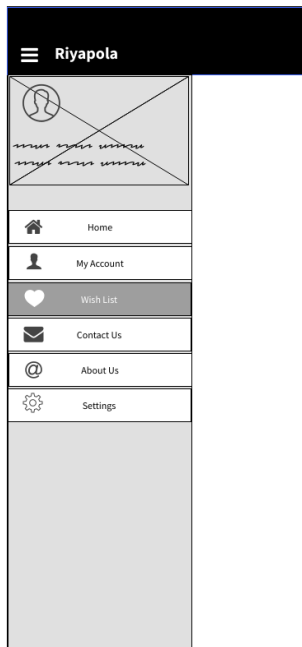 Riyapola
Home
My Account
Wish List
Contact Us
@ About Us
Settings